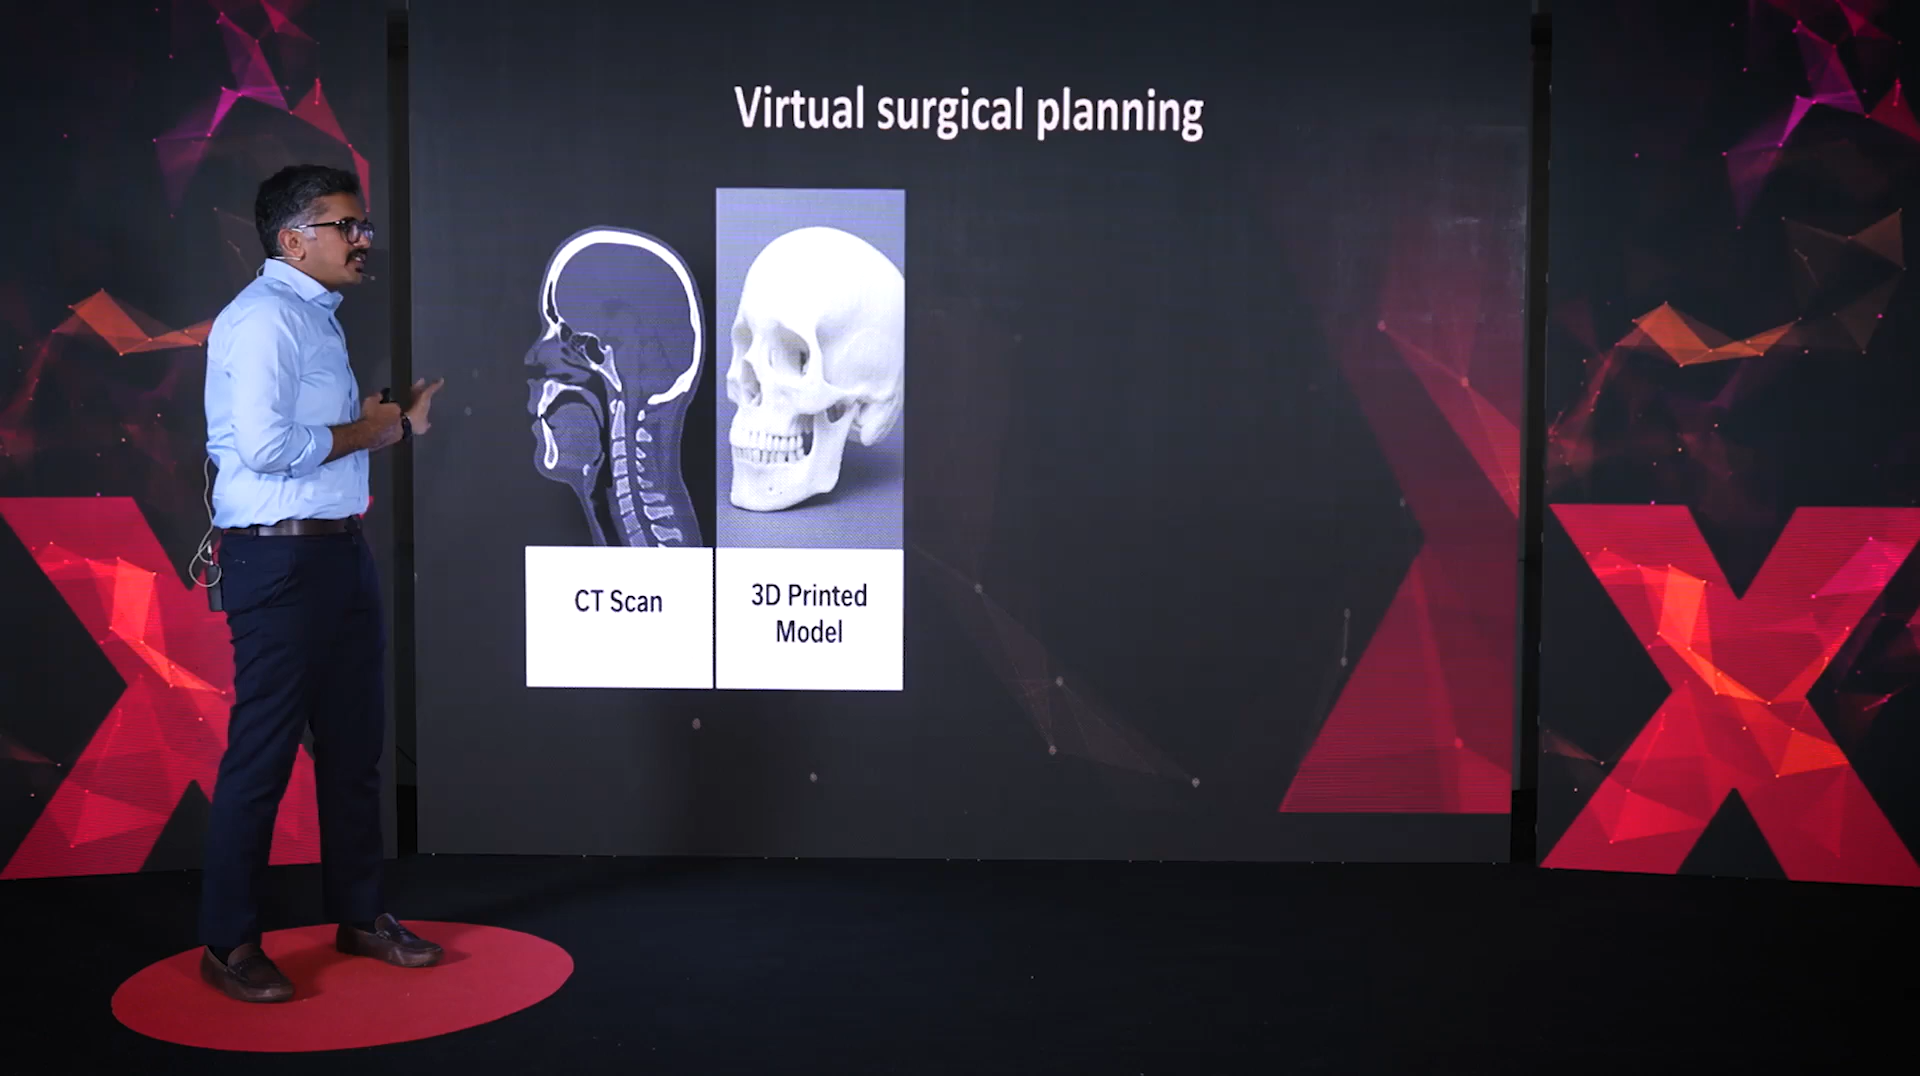 Virtual surgical planning
CT Scan
3D Printed
Model
X
X